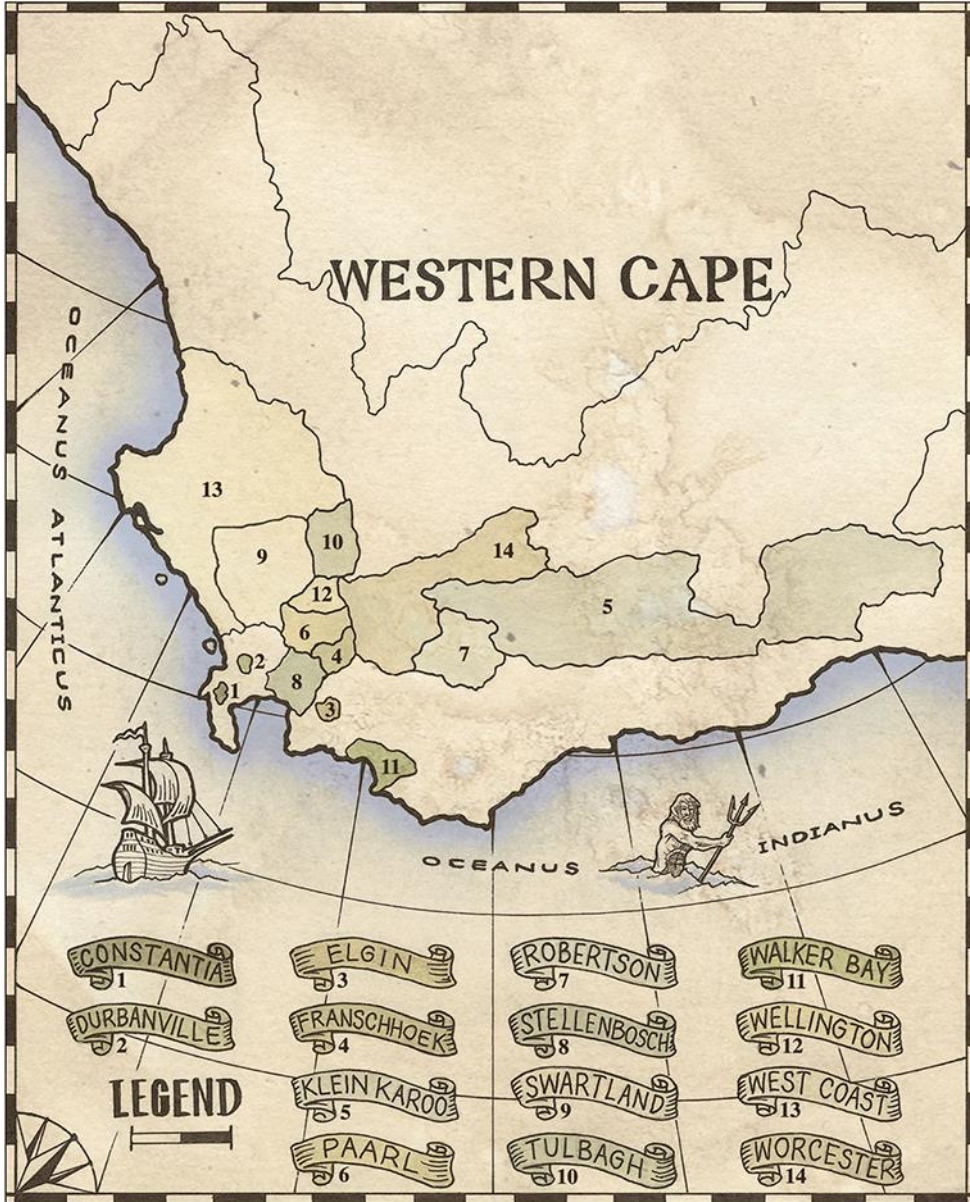 WESTERN CAPE
OCEANUS ATLANTICUS
13
9
10
14
12
5
6
4
7
2
8
1
3
11
OCEANUS INDIANUS
CONSTANTIA
1
DURBANVILLE
2
LEGEND
ELGIN
3
FRANSCHHOEK
4
KLEIN KAROO
5
PAARL
6
ROBERTSON
7
STELLENBOSCH
8
SWARTLAND
9
TULBAGH
10
WALKER BAY
11
WELLINGTON
12
WEST COAST
13
WORCESTER
14